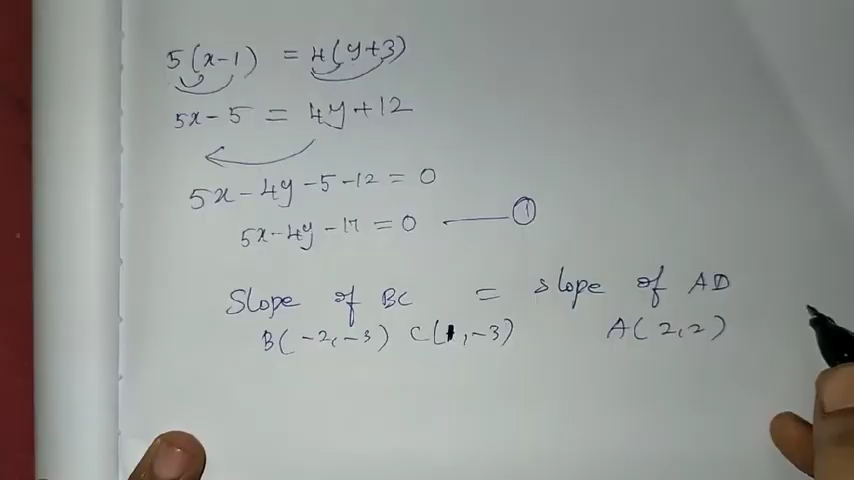 5(x-1) = 4(y+3)
5x-5 = 4y+12
5x-4y-5-12=0
5x-4y-17=0 ①
Slope of BC = slope of AD
B(-2,-3) C(1,-3) A(2,2)